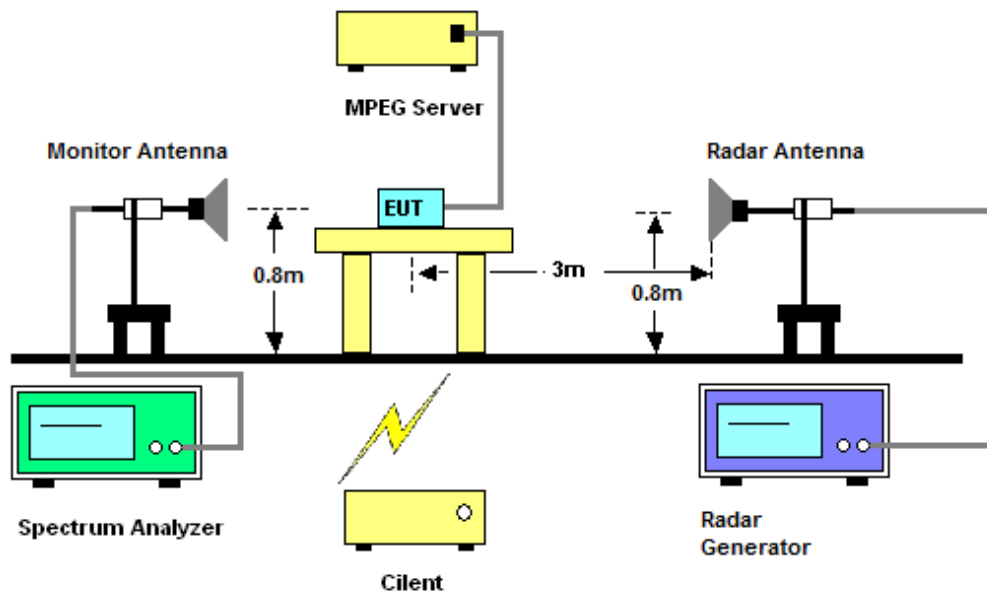 MPEG Server
Monitor Antenna
Radar Antenna
EUT
0.8m
3m
0.8m
Spectrum Analyzer
Radar
Generator
Cilent